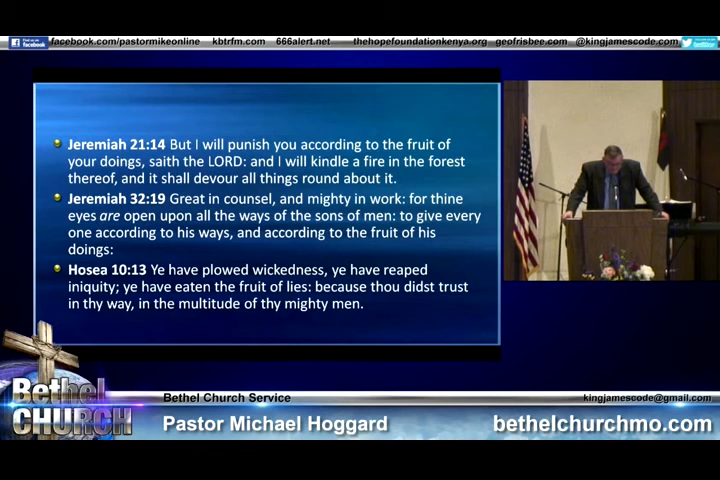 Find us on facebook facebook.com/pastormikeonline kbtrfm.com 666alert.net thehopefoundationkenya.org geofrisbee.com @kingjamescode.com twitter
Jeremiah 21:14 But I will punish you according to the fruit of
your doings, saith the LORD: and I will kindle a fire in the forest
thereof, and it shall devour all things round about it.
Jeremiah 32:19 Great in counsel, and mighty in work: for thine
eyes are open upon all the ways of the sons of men: to give every
one according to his ways, and according to the fruit of his
doings:
Hosea 10:13 Ye have plowed wickedness, ye have reaped
iniquity; ye have eaten the fruit of lies: because thou didst trust
in thy way, in the multitude of thy mighty men.
Bethel
CHURCH
Bethel Church Service kingjamescode@gmail.com
Pastor Michael Hoggard bethelchurchmo.com